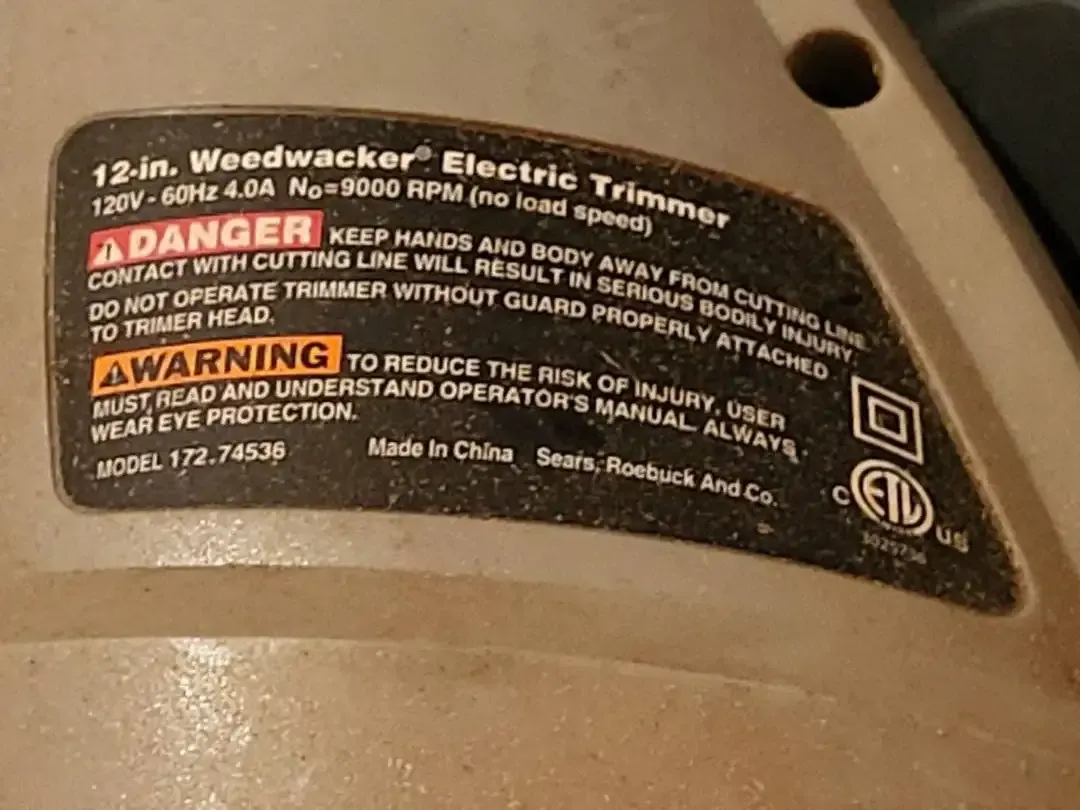 12-in. Weedwacker® Electric Trimmer
120V - 60Hz 4.0A No=9000 RPM (no load speed)
DANGER KEEP HANDS AND BODY AWAY FROM CUTTING LINE
CONTACT WITH CUTTING LINE WILL RESULT IN SERIOUS BODILY INJURY.
DO NOT OPERATE TRIMMER WITHOUT GUARD PROPERLY ATTACHED
TO TRIMER HEAD.
WARNING TO REDUCE THE RISK OF INJURY, USER
MUST READ AND UNDERSTAND OPERATOR'S MANUAL. ALWAYS
WEAR EYE PROTECTION.
MODEL 172.74536 Made In China Sears, Roebuck And Co.
C ETL US